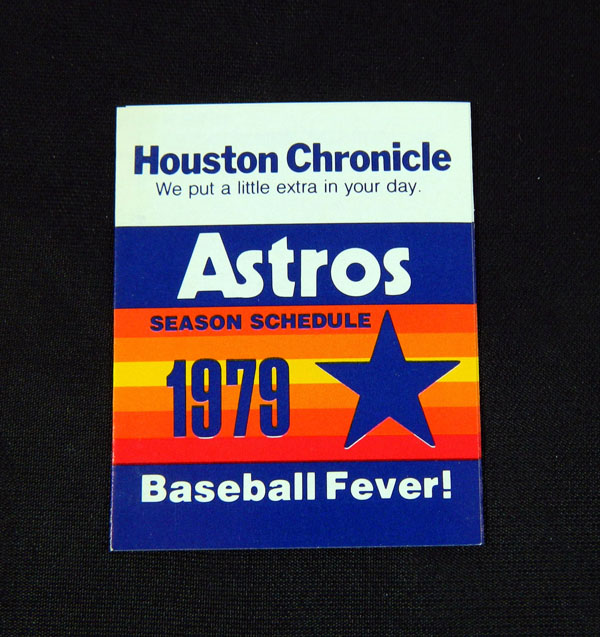 Houston Chronicle
We put a little extra in your day.
Astros
SEASON SCHEDULE
1979
Baseball Fever!